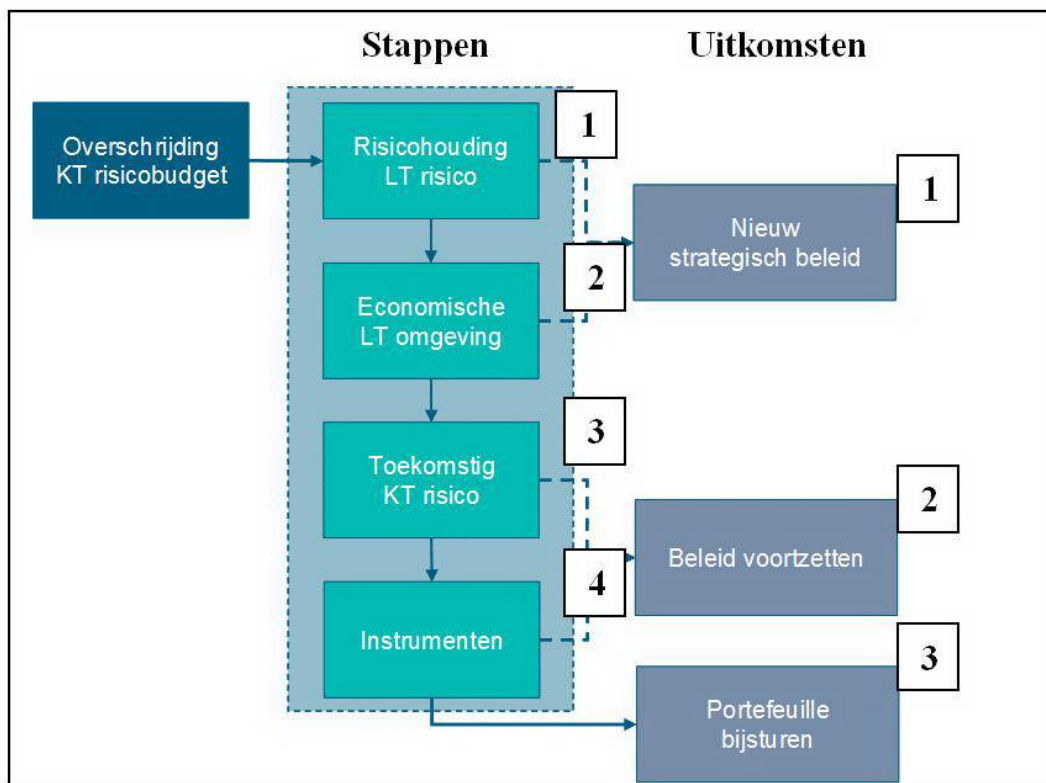 Stappen
Uitkomsten
Overschrijding
KT risicobudget
Risicohouding
LT risico
1
Nieuw
strategisch beleid
1
Economische
LT omgeving
2
Toekomstig
KT risico
3
Beleid voortzetten
2
Instrumenten
4
Portefeuille
bijsturen
3